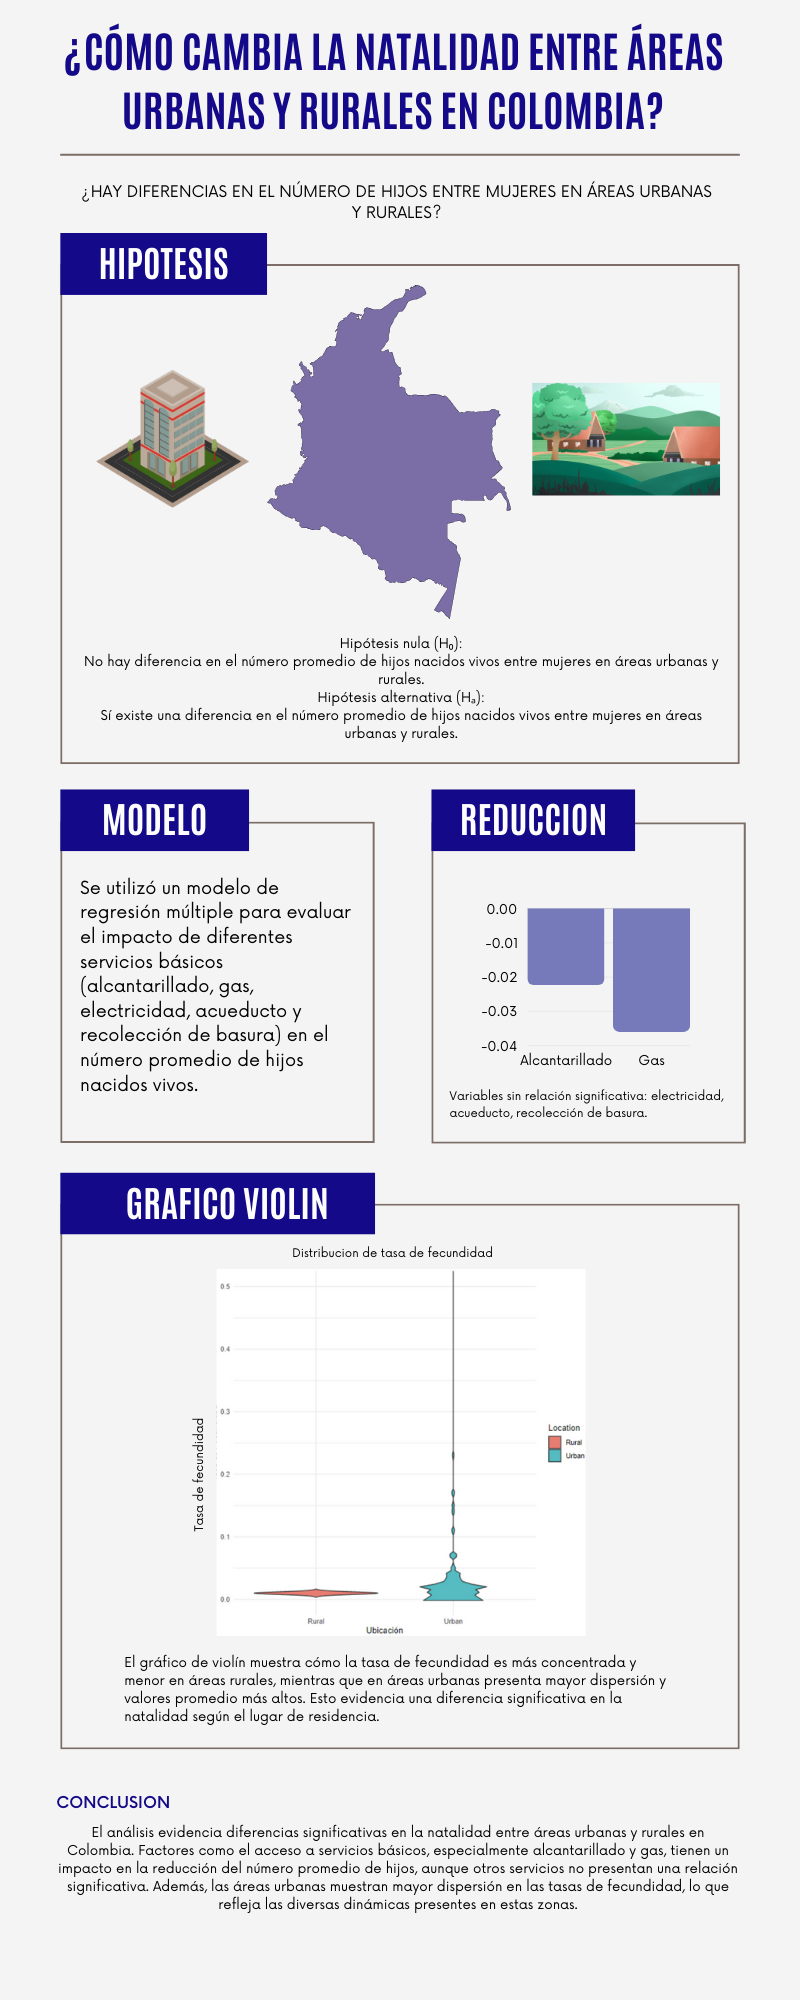 ¿CÓMO CAMBIA LA NATALIDAD ENTRE ÁREAS
URBANAS Y RURALES EN COLOMBIA?
¿HAY DIFERENCIAS EN EL NÚMERO DE HIJOS ENTRE MUJERES EN ÁREAS URBANAS
Y RURALES?
HIPOTESIS
Hipótesis nula (H₀):
No hay diferencia en el número promedio de hijos nacidos vivos entre mujeres en áreas urbanas y
rurales.
Hipótesis alternativa (Hₐ):
Sí existe una diferencia en el número promedio de hijos nacidos vivos entre mujeres en áreas
urbanas y rurales.
MODELO
Se utilizó un modelo de
regresión múltiple para evaluar
el impacto de diferentes
servicios básicos
(alcantarillado, gas,
electricidad, acueducto y
recolección de basura) en el
número promedio de hijos
nacidos vivos.
REDUCCION
0.00
-0.01
-0.02
-0.03
-0.04
Alcantarillado Gas
Variables sin relación significativa: electricidad,
acueducto, recolección de basura.
GRAFICO VIOLIN
Distribucion de tasa de fecundidad
Tasa de fecundidad
0.5
0.4
0.3
0.2
0.1
0.0
Rural Urban
Ubicación
Location
Rural
Urban
El gráfico de violín muestra cómo la tasa de fecundidad es más concentrada y
menor en áreas rurales, mientras que en áreas urbanas presenta mayor dispersión y
valores promedio más altos. Esto evidencia una diferencia significativa en la
natalidad según el lugar de residencia.
CONCLUSION
El análisis evidencia diferencias significativas en la natalidad entre áreas urbanas y rurales en
Colombia. Factores como el acceso a servicios básicos, especialmente alcantarillado y gas, tienen un
impacto en la reducción del número promedio de hijos, aunque otros servicios no presentan una relación
significativa. Además, las áreas urbanas muestran mayor dispersión en las tasas de fecundidad, lo que
refleja las diversas dinámicas presentes en estas zonas.